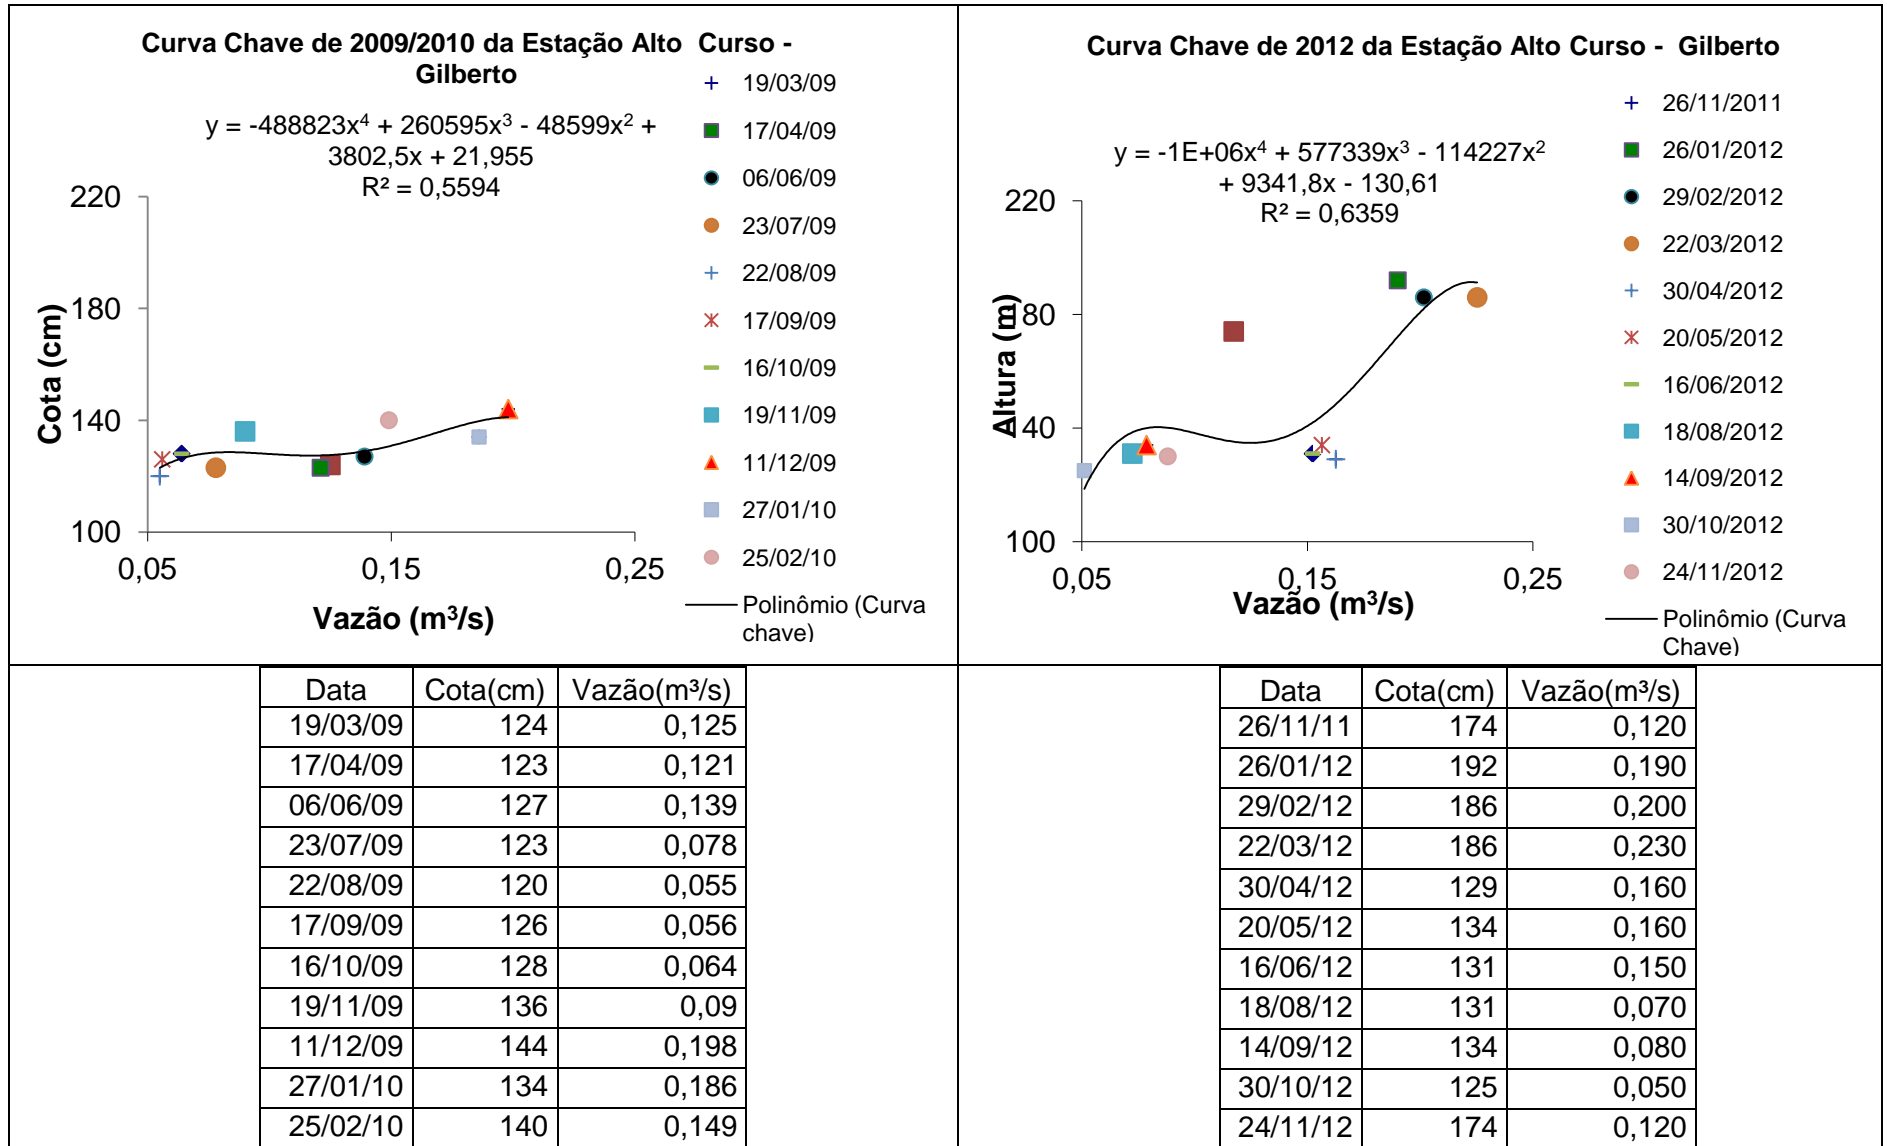 Curva Chave de 2009/2010 da Estação Alto Curso -
Gilberto
y = -488823x⁴ + 260595x³ - 48599x² +
3802,5x + 21,955
R² = 0,5594
220
180
140
100
Cota (cm)
0,05 0,15 0,25
Vazão (m³/s)
19/03/09
17/04/09
06/06/09
23/07/09
22/08/09
17/09/09
16/10/09
19/11/09
11/12/09
27/01/10
25/02/10
Polinômio (Curva
chave)
Curva Chave de 2012 da Estação Alto Curso - Gilberto
y = -1E+06x⁴ + 577339x³ - 114227x²
+ 9341,8x - 130,61
R² = 0,6359
220
180
140
100
Altura (m)
0,05 0,15 0,25
Vazão (m³/s)
26/11/2011
26/01/2012
29/02/2012
22/03/2012
30/04/2012
20/05/2012
16/06/2012
18/08/2012
14/09/2012
30/10/2012
24/11/2012
Polinômio (Curva
Chave)
Data Cota(cm) Vazão(m³/s)
19/03/09 124 0,125
17/04/09 123 0,121
06/06/09 127 0,139
23/07/09 123 0,078
22/08/09 120 0,055
17/09/09 126 0,056
16/10/09 128 0,064
19/11/09 136 0,09
11/12/09 144 0,198
27/01/10 134 0,186
25/02/10 140 0,149
Data Cota(cm) Vazão(m³/s)
26/11/11 174 0,120
26/01/12 192 0,190
29/02/12 186 0,200
22/03/12 186 0,230
30/04/12 129 0,160
20/05/12 134 0,160
16/06/12 131 0,150
18/08/12 131 0,070
14/09/12 134 0,080
30/10/12 125 0,050
24/11/12 174 0,120